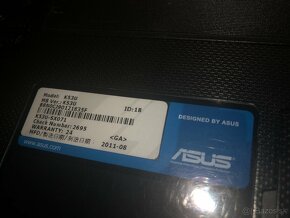 Model: K53U
MB Ver.: K53U
ID:1B
K53U-SX071
Check Number: 2695
WARRANTY: 24
<GA>
2011-08
DESIGNED BY ASUS
www.asus.com
ASUS